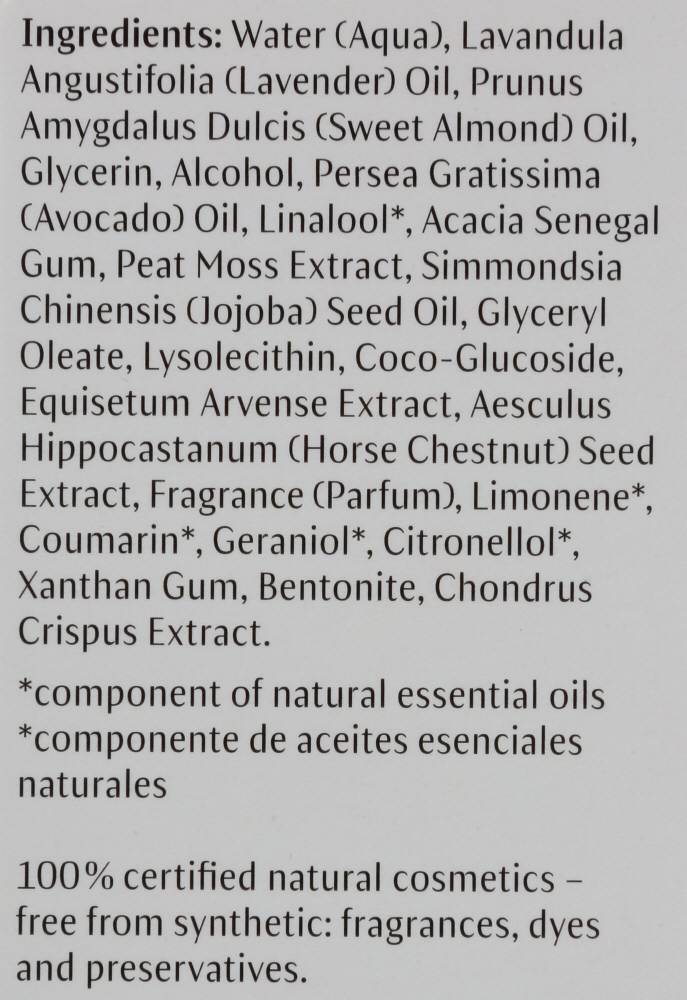 Ingredients: Water (Aqua), Lavandula
Angustifolia (Lavender) Oil, Prunus
Amygdalus Dulcis (Sweet Almond) Oil,
Glycerin, Alcohol, Persea Gratissima
(Avocado) Oil, Linalool*, Acacia Senegal
Gum, Peat Moss Extract, Simmondsia
Chinensis (Jojoba) Seed Oil, Glyceryl
Oleate, Lysolecithin, Coco-Glucoside,
Equisetum Arvense Extract, Aesculus
Hippocastanum (Horse Chestnut) Seed
Extract, Fragrance (Parfum), Limonene*,
Coumarin*, Geraniol*, Citronellol*,
Xanthan Gum, Bentonite, Chondrus
Crispus Extract.
*component of natural essential oils
*componente de aceites esenciales
naturales
100% certified natural cosmetics –
free from synthetic: fragrances, dyes
and preservatives.